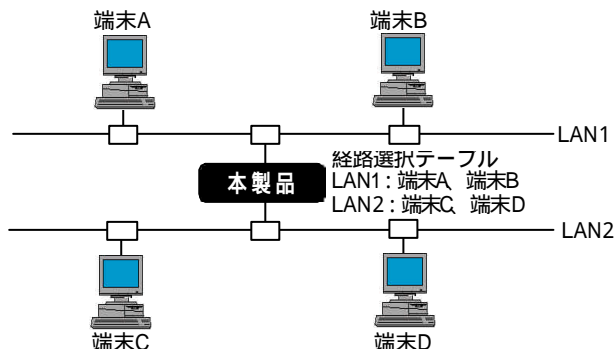 端末A
端末B
LAN1
経路選択テーブル
本製品
LAN1：端末A、端末B
LAN2：端末C、端末D
LAN2
端末C
端末D